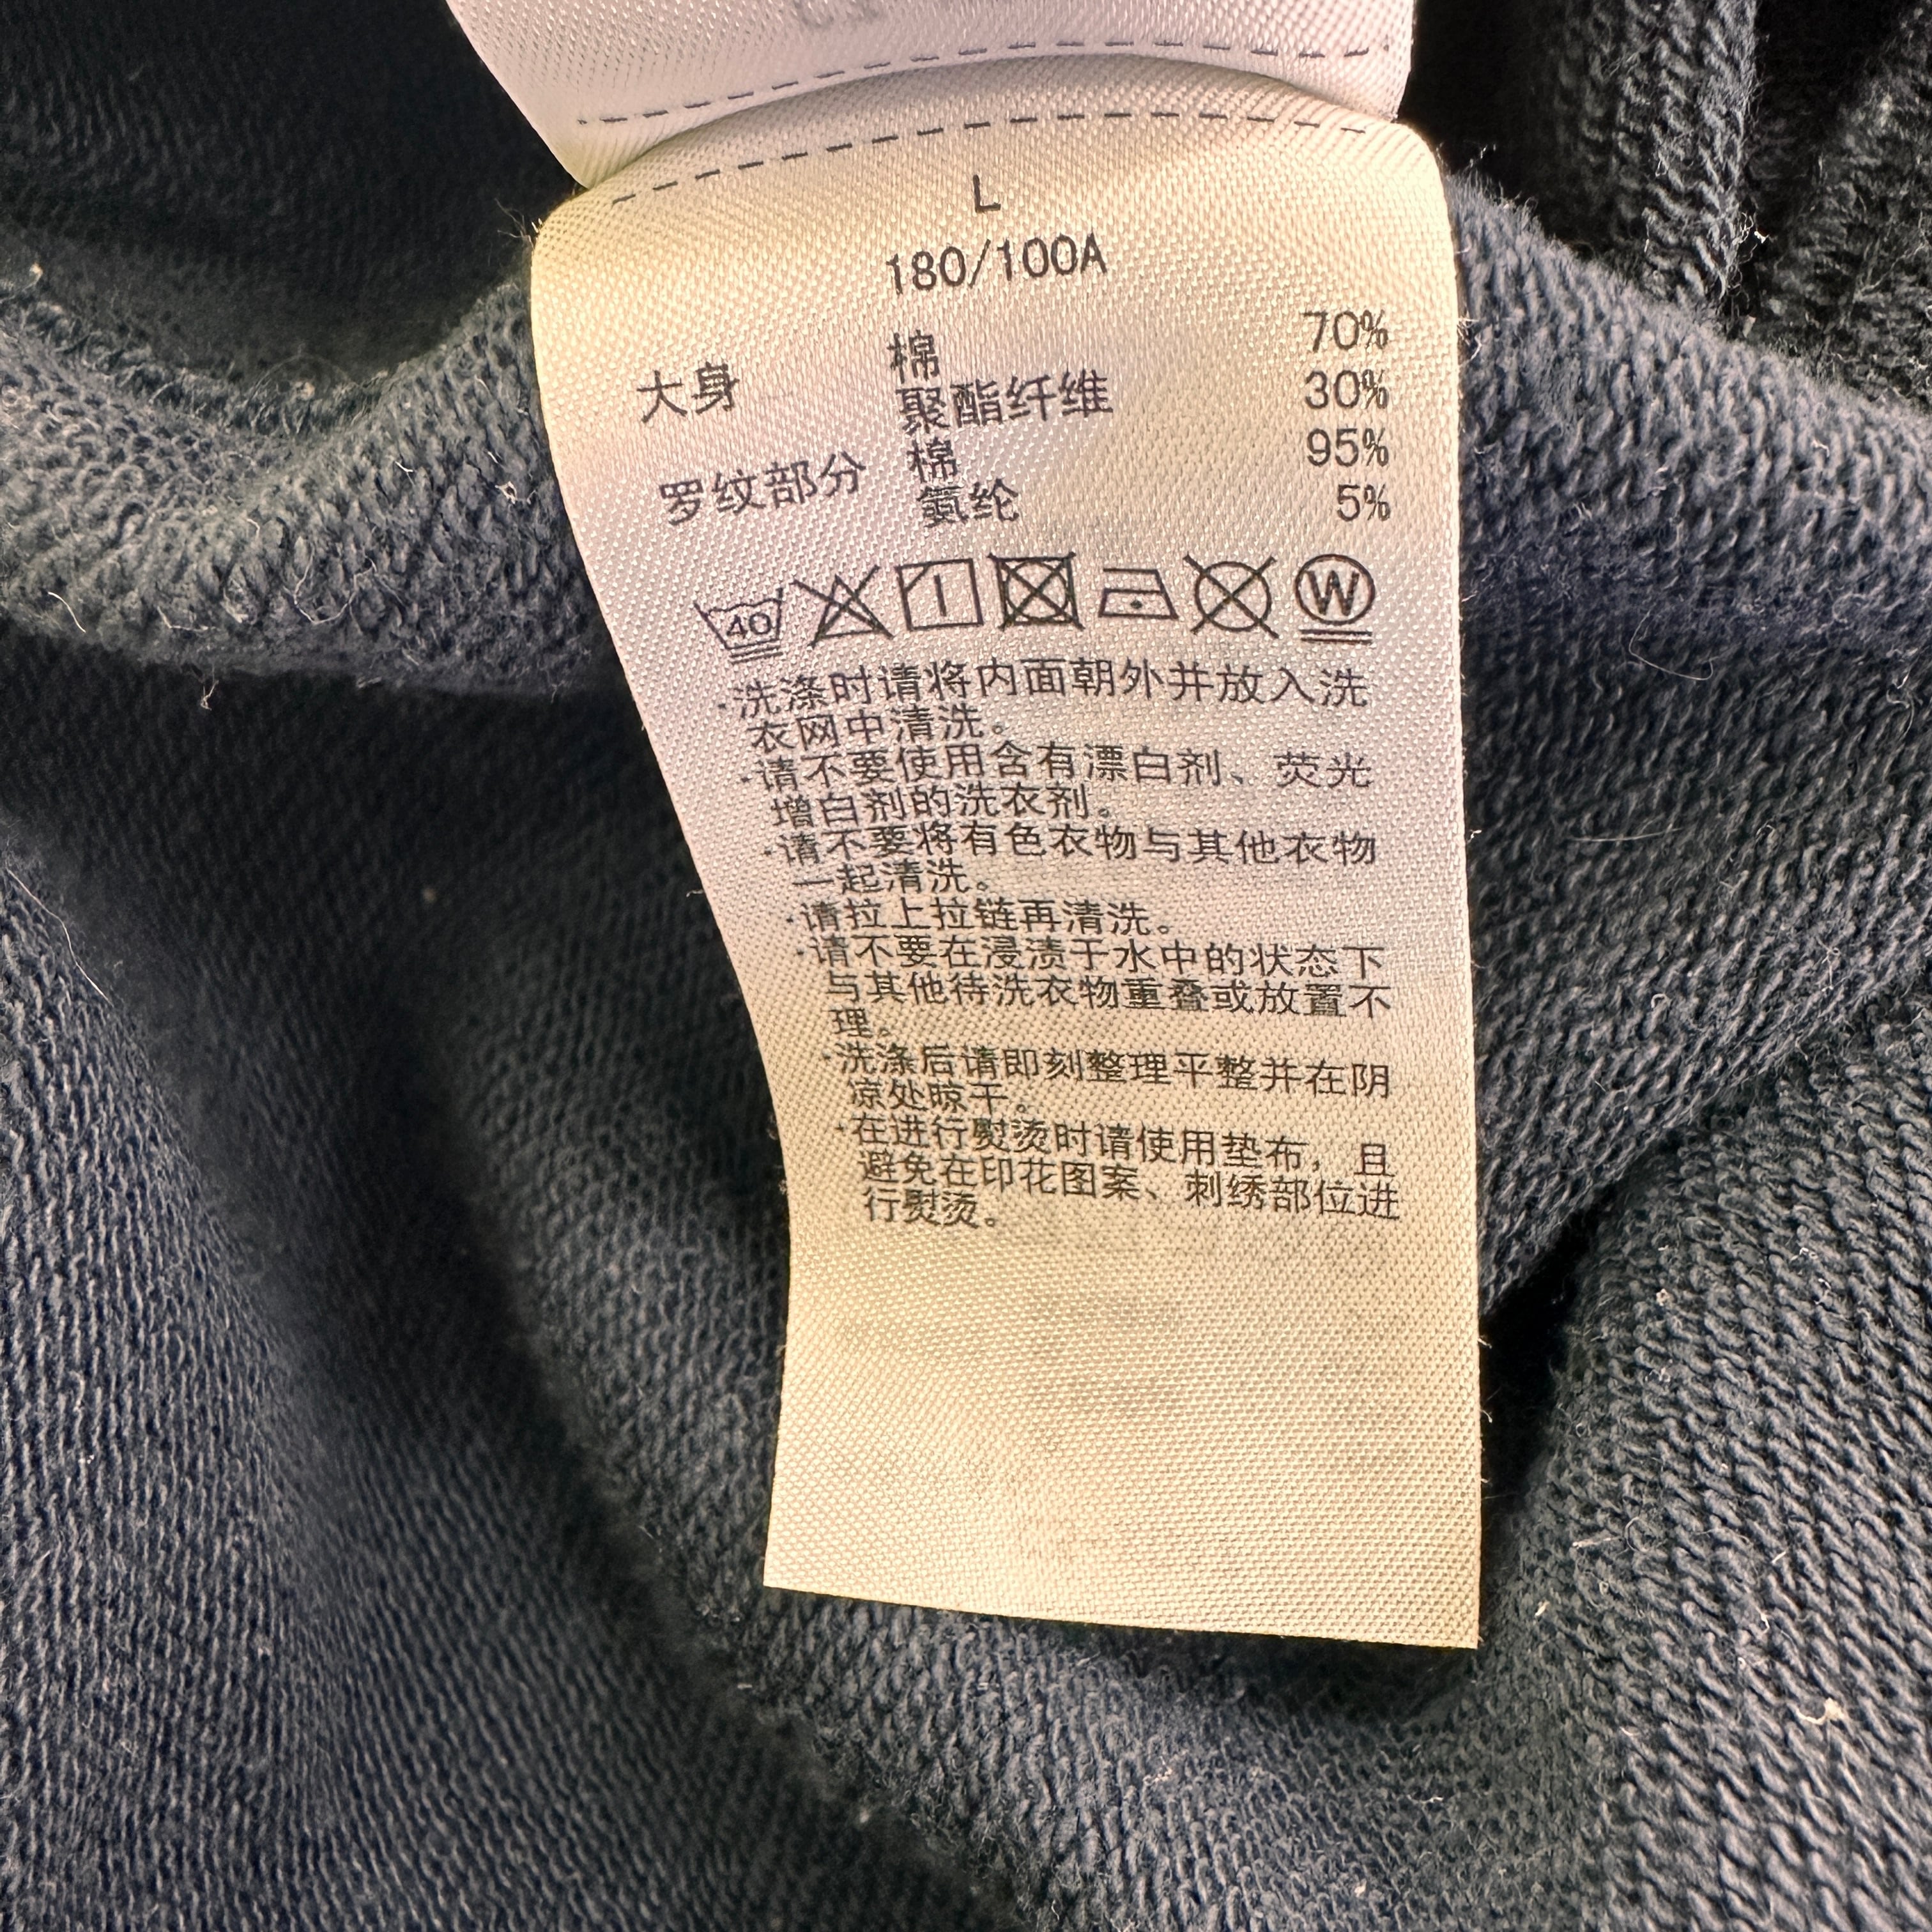 L
180/100A
大身 棉 70%
聚酯纤维 30%
罗纹部分 棉 95%
氨纶 5%
40 W
·洗涤时请将内面朝外并放入洗
衣网中清洗。
·请不要使用含有漂白剂、荧光
增白剂的洗衣剂。
·请不要将有色衣物与其他衣物
一起清洗。
·请拉上拉链再清洗。
·请不要在浸渍于水中的状态下
与其他待洗衣物重叠或放置不
理。
·洗涤后请即刻整理平整并在阴
凉处晾干。
·在进行熨烫时请使用垫布，且
避免在印花图案、刺绣部位进
行熨烫。